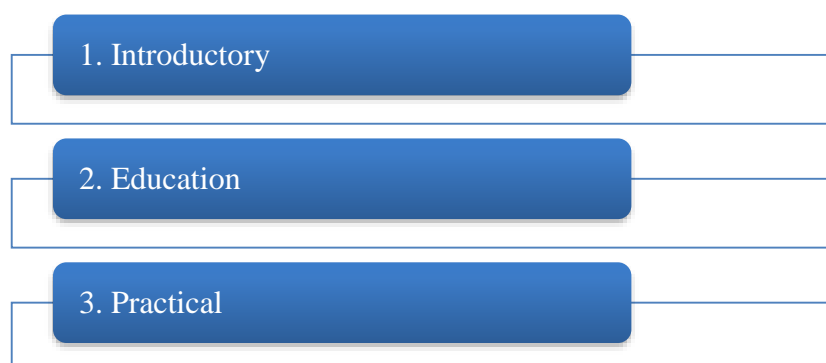 1. Introductory
2. Education
3. Practical